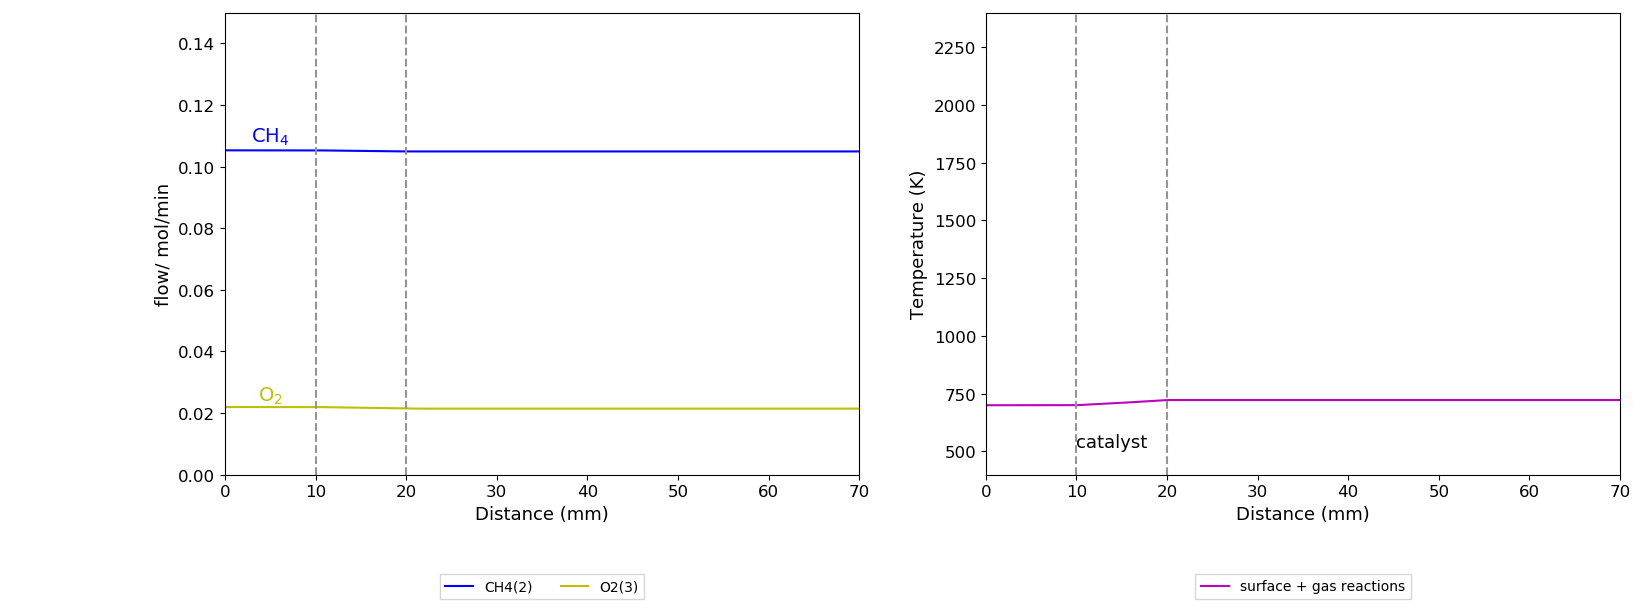 0.14
0.12
0.10
0.08
0.06
0.04
0.02
0.00
flow/ mol/min
CH₄
O₂
0 10 20 30 40 50 60 70
Distance (mm)
CH4(2) O2(3)
2250
2000
1750
1500
1250
1000
750
500
Temperature (K)
catalyst
0 10 20 30 40 50 60 70
Distance (mm)
surface + gas reactions